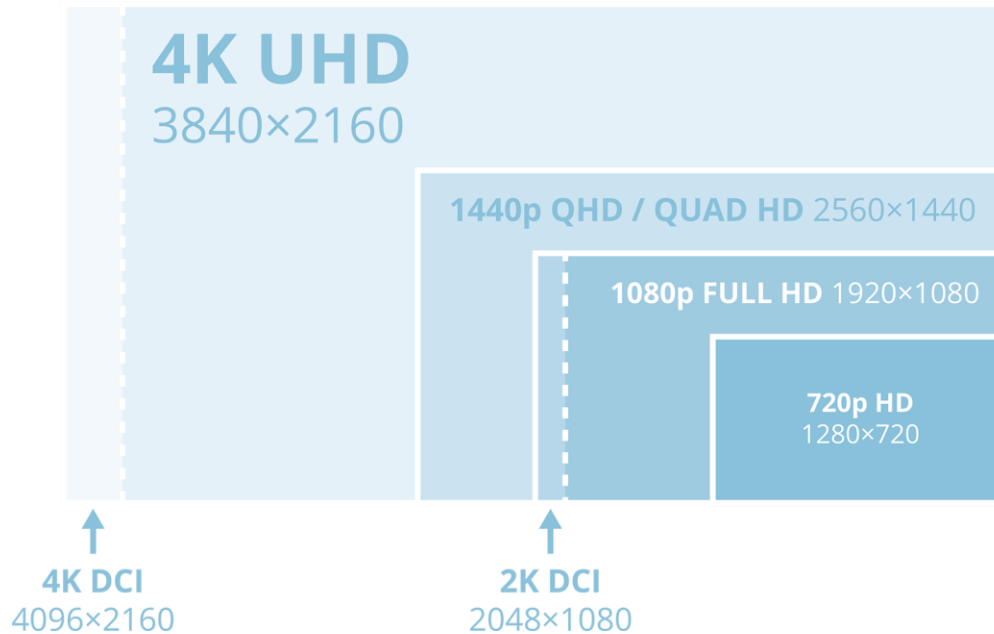 4K UHD
3840×2160
1440p QHD / QUAD HD 2560×1440
1080p FULL HD 1920×1080
720p HD
1280×720
4K DCI
4096×2160
2K DCI
2048×1080